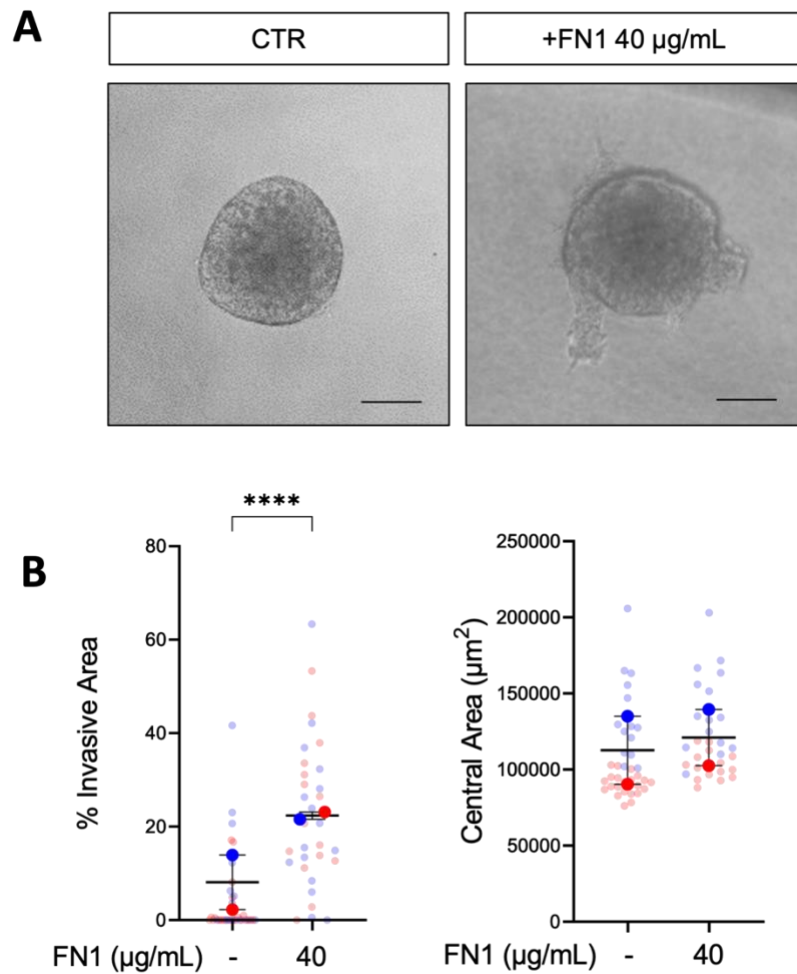 A
CTR
+FN1 40 µg/mL
B
****
% Invasive Area
80
60
40
20
0
FN1 (µg/mL) - 40
Central Area (µm²)
250000
200000
150000
100000
50000
0
FN1 (µg/mL) - 40